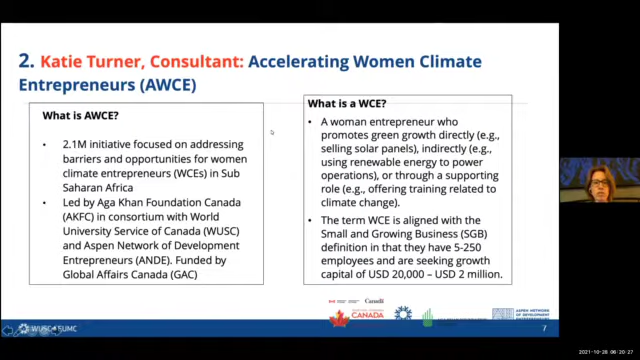 2. Katie Turner, Consultant: Accelerating Women Climate
Entrepreneurs (AWCE)
What is AWCE?
• 2.1M initiative focused on addressing
barriers and opportunities for women
climate entrepreneurs (WCEs) in Sub
Saharan Africa
• Led by Aga Khan Foundation Canada
(AKFC) in consortium with World
University Service of Canada (WUSC)
and Aspen Network of Development
Entrepreneurs (ANDE). Funded by
Global Affairs Canada (GAC)
What is a WCE?
• A woman entrepreneur who
promotes green growth directly (e.g.,
selling solar panels), indirectly (e.g.,
using renewable energy to power
operations), or through a supporting
role (e.g., offering training related to
climate change).
• The term WCE is aligned with the
Small and Growing Business (SGB)
definition in that they have 5-250
employees and are seeking growth
capital of USD 20,000 – USD 2 million.
Canada
CANADA
ASPEN NETWORK
OF DEVELOPMENT
ENTREPRENEURS
WUSC EUMC
7
2021-10-28 06:20:27